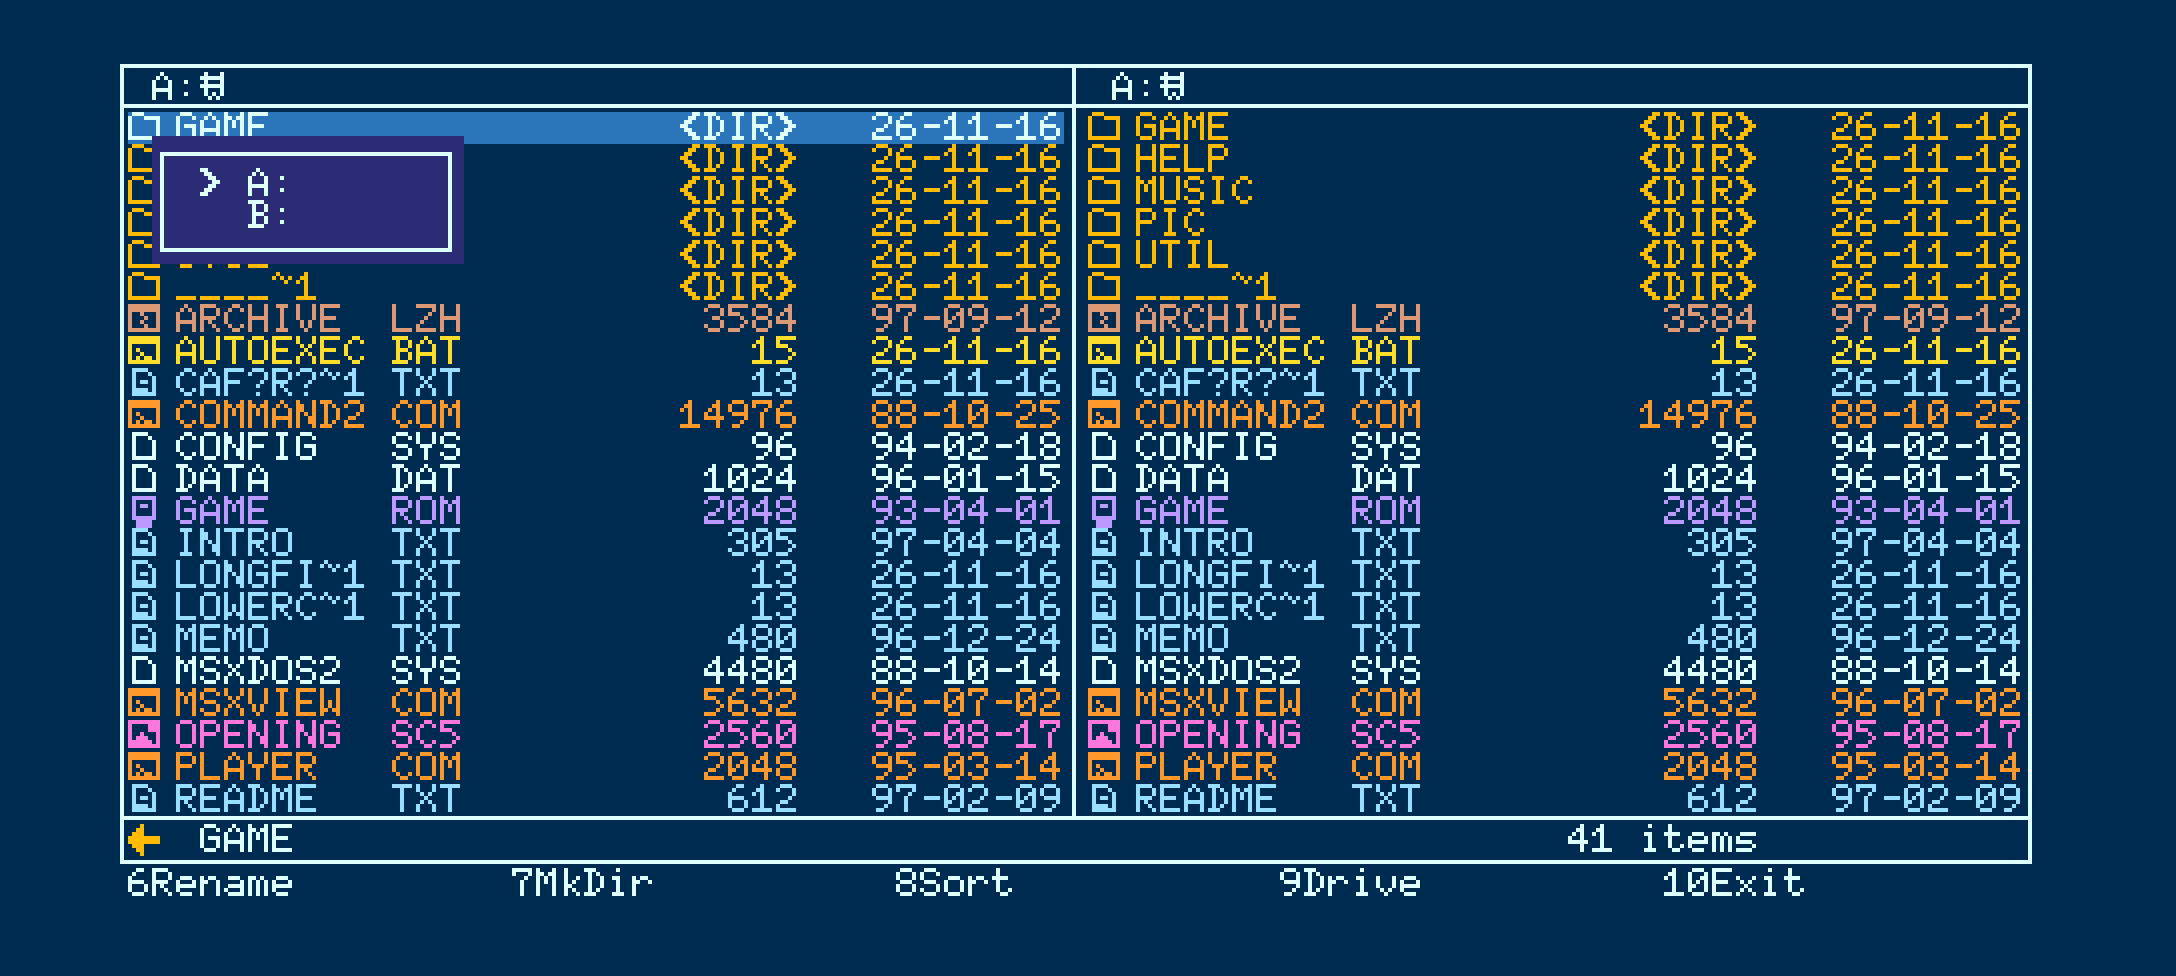 A:₩ A:₩
GAME <DIR> 26-11-16 GAME <DIR> 26-11-16
<DIR> 26-11-16 HELP <DIR> 26-11-16
> A: <DIR> 26-11-16 MUSIC <DIR> 26-11-16
B: <DIR> 26-11-16 PIC <DIR> 26-11-16
<DIR> 26-11-16 UTIL <DIR> 26-11-16
____~1 <DIR> 26-11-16 ____~1 <DIR> 26-11-16
ARCHIVE LZH 3584 97-09-12 ARCHIVE LZH 3584 97-09-12
AUTOEXEC BAT 15 26-11-16 AUTOEXEC BAT 15 26-11-16
CAF?R?~1 TXT 13 26-11-16 CAF?R?~1 TXT 13 26-11-16
COMMAND2 COM 14976 88-10-25 COMMAND2 COM 14976 88-10-25
CONFIG SYS 96 94-02-18 CONFIG SYS 96 94-02-18
DATA DAT 1024 96-01-15 DATA DAT 1024 96-01-15
GAME ROM 2048 93-04-01 GAME ROM 2048 93-04-01
INTRO TXT 305 97-04-04 INTRO TXT 305 97-04-04
LONGFI~1 TXT 13 26-11-16 LONGFI~1 TXT 13 26-11-16
LOWERC~1 TXT 13 26-11-16 LOWERC~1 TXT 13 26-11-16
MEMO TXT 480 96-12-24 MEMO TXT 480 96-12-24
MSXDOS2 SYS 4480 88-10-14 MSXDOS2 SYS 4480 88-10-14
MSXVIEW COM 5632 96-07-02 MSXVIEW COM 5632 96-07-02
OPENING SC5 2560 95-08-17 OPENING SC5 2560 95-08-17
PLAYER COM 2048 95-03-14 PLAYER COM 2048 95-03-14
README TXT 612 97-02-09 README TXT 612 97-02-09
GAME 41 items
6Rename 7MkDir 8Sort 9Drive 10Exit